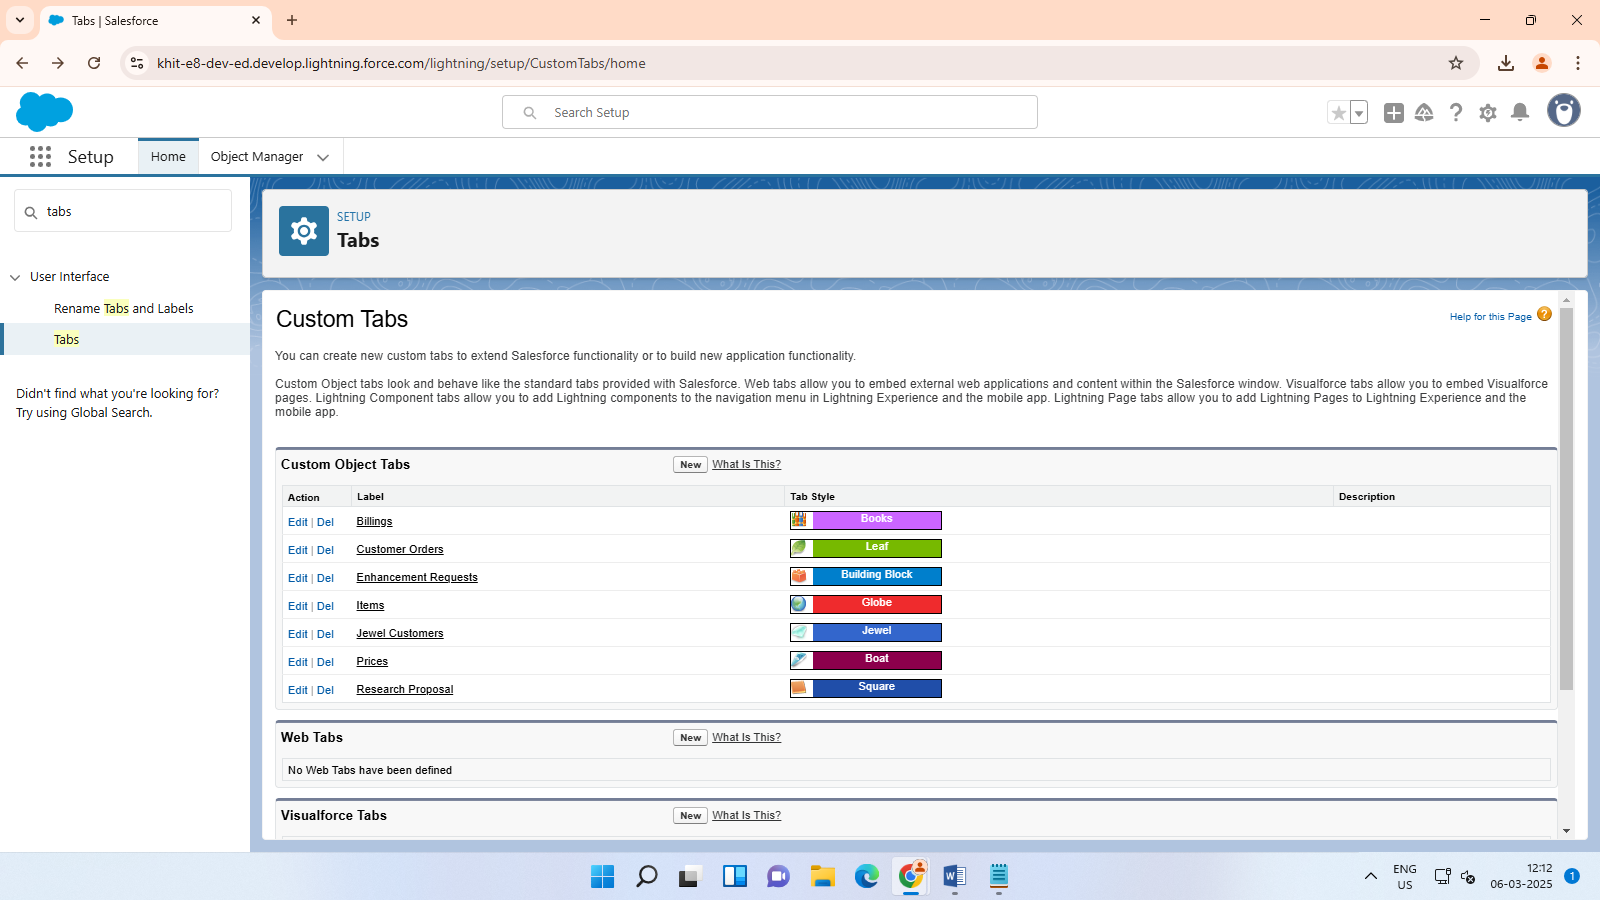 Tabs | Salesforce
khit-e8-dev-ed.develop.lightning.force.com/lightning/setup/CustomTabs/home
Search Setup
Setup
Home
Object Manager
tabs
User Interface
Rename Tabs and Labels
Tabs
Didn't find what you're looking for?
Try using Global Search.
SETUP
Tabs
Custom Tabs
Help for this Page
You can create new custom tabs to extend Salesforce functionality or to build new application functionality.
Custom Object tabs look and behave like the standard tabs provided with Salesforce. Web tabs allow you to embed external web applications and content within the Salesforce window. Visualforce tabs allow you to embed Visualforce
pages. Lightning Component tabs allow you to add Lightning components to the navigation menu in Lightning Experience and the mobile app. Lightning Page tabs allow you to add Lightning Pages to Lightning Experience and the
mobile app.
Custom Object Tabs New What Is This?
Action Label Tab Style Description
Edit | Del Billings Books
Edit | Del Customer Orders Leaf
Edit | Del Enhancement Requests Building Block
Edit | Del Items Globe
Edit | Del Jewel Customers Jewel
Edit | Del Prices Boat
Edit | Del Research Proposal Square
Web Tabs New What Is This?
No Web Tabs have been defined
Visualforce Tabs New What Is This?
ENG
US
12:12
06-03-2025
1